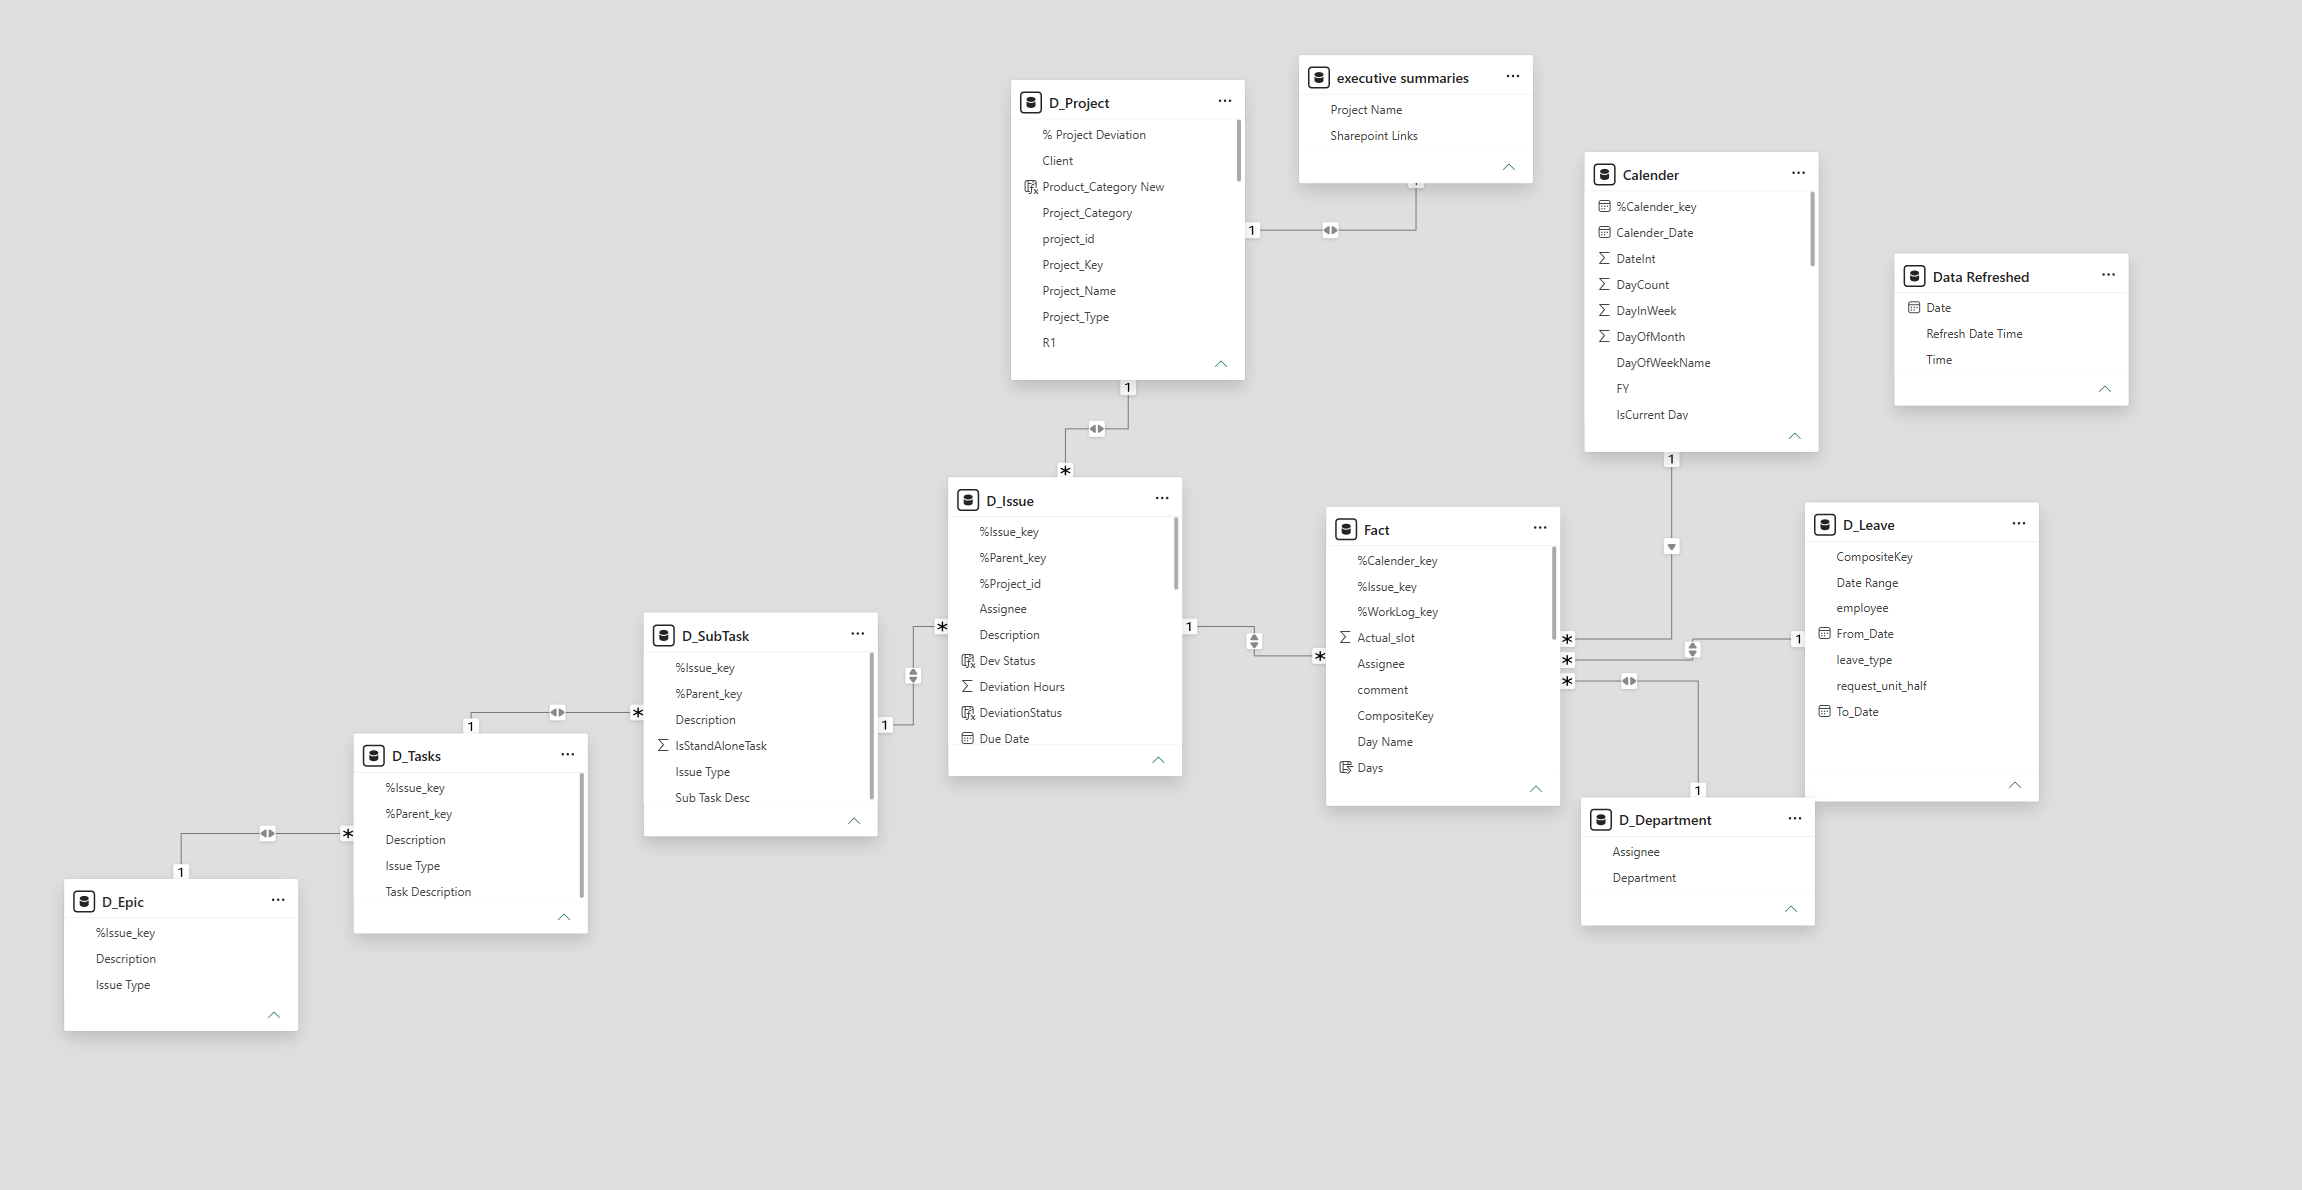 executive summaries
Project Name
Sharepoint Links
D_Project
% Project Deviation
Client
Product_Category New
Project_Category
project_id
Project_Key
Project_Name
Project_Type
R1
1
1
*
Calender
%Calender_key
Calender_Date
DateInt
DayCount
DayInWeek
DayOfMonth
DayOfWeekName
FY
IsCurrent Day
1
Data Refreshed
Date
Refresh Date Time
Time
D_Issue
%Issue_key
%Parent_key
%Project_id
Assignee
Description
Dev Status
Deviation Hours
DeviationStatus
Due Date
*
1
*
Fact
%Calender_key
%Issue_key
%WorkLog_key
Actual_slot
Assignee
comment
CompositeKey
Day Name
Days
*
*
*
1
1
D_Leave
CompositeKey
Date Range
employee
From_Date
leave_type
request_unit_half
To_Date
D_Department
Assignee
Department
D_SubTask
%Issue_key
%Parent_key
Description
IsStandAloneTask
Issue Type
Sub Task Desc
1
*
1
D_Tasks
%Issue_key
%Parent_key
Description
Issue Type
Task Description
*
1
D_Epic
%Issue_key
Description
Issue Type